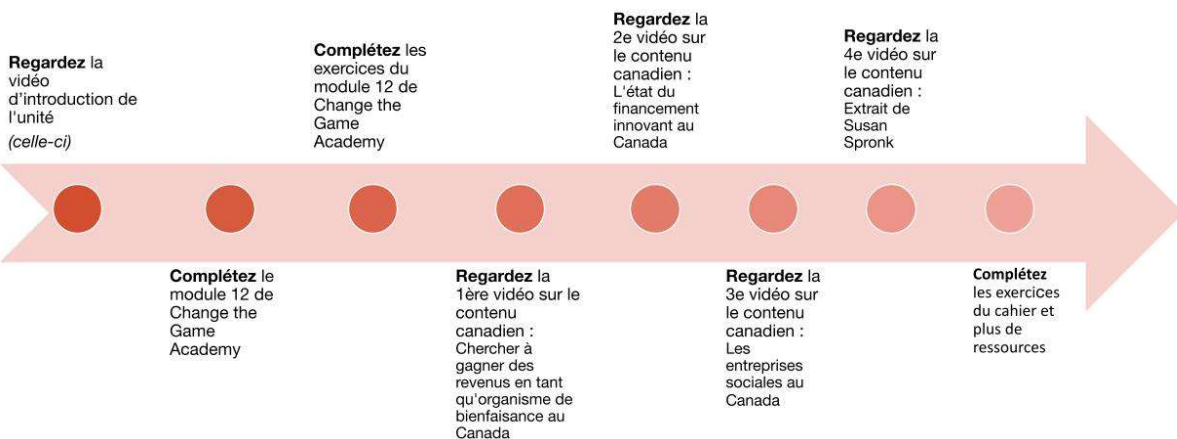 Regardez la
vidéo
d'introduction de
l'unité
(celle-ci)
Complétez le
module 12 de
Change the
Game
Academy
Complétez les
exercices du
module 12 de
Change the
Game
Academy
Regardez la
1ère vidéo sur le
contenu
canadien :
Chercher à
gagner des
revenus en tant
qu'organisme de
bienfaisance au
Canada
Regardez la
2e vidéo sur
le contenu
canadien :
L'état du
financement
innovant au
Canada
Regardez la
3e vidéo sur
le contenu
canadien :
Les
entreprises
sociales au
Canada
Regardez la
4e vidéo sur
le contenu
canadien :
Extrait de
Susan
Spronk
Complétez
les exercices
du cahier et
plus de
ressources